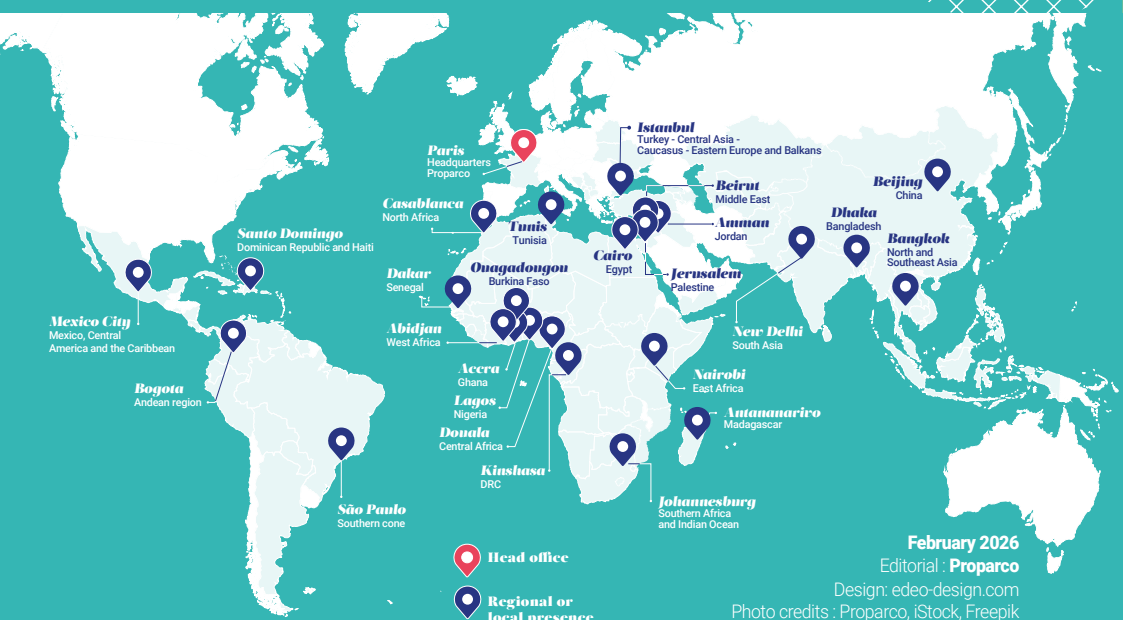 Istanbul
Turkey - Central Asia -
Caucasus - Eastern Europe and Balkans
Paris
Headquarters
Proparco
Beirut
Middle East
Beijing
China
Casablanca
North Africa
Tunis
Tunisia
Amman
Jordan
Dhaka
Bangladesh
Santo Domingo
Dominican Republic and Haiti
Bangkok
North and
Southeast Asia
Cairo
Egypt
Jerusalem
Palestine
Dakar
Senegal
Ouagadougou
Burkina Faso
Mexico City
Mexico, Central
America and the Caribbean
Abidjan
West Africa
New Delhi
South Asia
Accra
Ghana
Nairobi
East Africa
Bogota
Andean region
Lagos
Nigeria
Antananarivo
Madagascar
Douala
Central Africa
Kinshasa
DRC
São Paulo
Southern cone
Johannesburg
Southern Africa
and Indian Ocean
Head office
Regional or
local presence
February 2026
Editorial : Proparco
Design: edeo-design.com
Photo credits : Proparco, iStock, Freepik